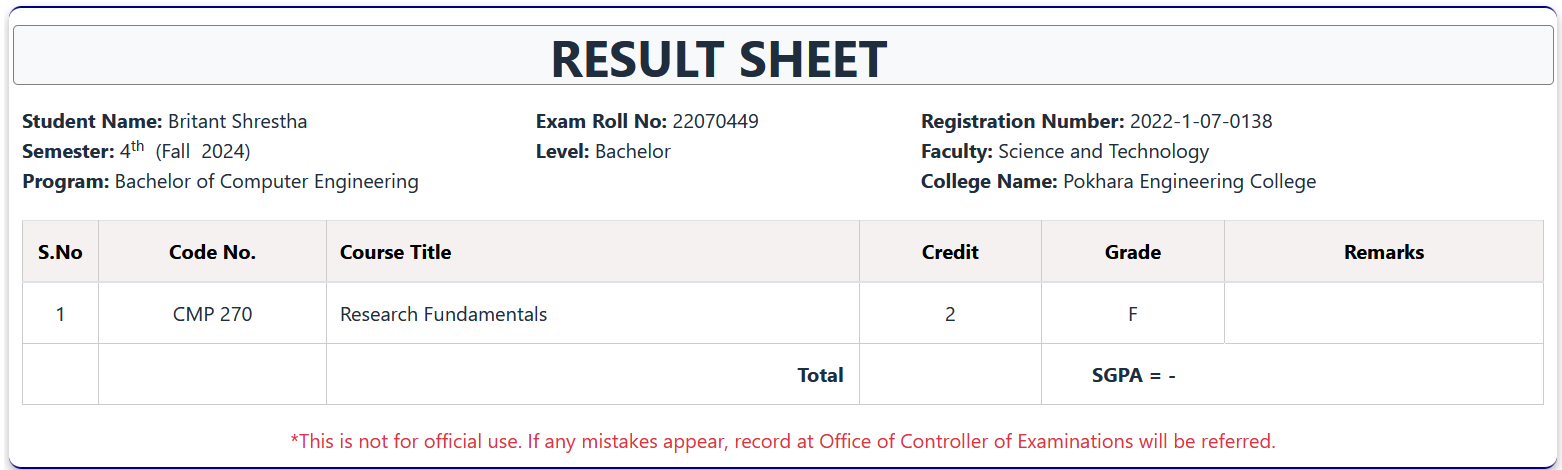 RESULT SHEET
Student Name: Britant Shrestha Exam Roll No: 22070449 Registration Number: 2022-1-07-0138
Semester: 4th (Fall 2024) Level: Bachelor Faculty: Science and Technology
Program: Bachelor of Computer Engineering College Name: Pokhara Engineering College
S.No Code No. Course Title Credit Grade Remarks
1 CMP 270 Research Fundamentals 2 F
Total SGPA = -
*This is not for official use. If any mistakes appear, record at Office of Controller of Examinations will be referred.